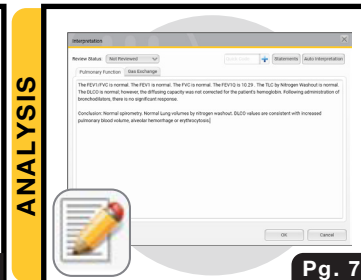 ANALYSIS
Interpretation
Review Status: Not Reviewed
Quick Code
Statements
Auto Interpretation
Pulmonary Function
Gas Exchange
The FEV1/FVC is normal. The FEV1 is normal. The FVC is normal. The FEV1Q is 10.29. The TLC by Nitrogen Washout is normal.
The DLCO is normal; however, the diffusing capacity was not corrected for the patient's hemoglobin. Following administration of
bronchodilators, there is no significant response.
Conclusion: Normal spirometry. Normal Lung volumes by nitrogen washout. DLCO values are consistent with increased
pulmonary blood volume, alveolar hemorrhage or erythrocytosis.
OK
Cancel
Pg. 7